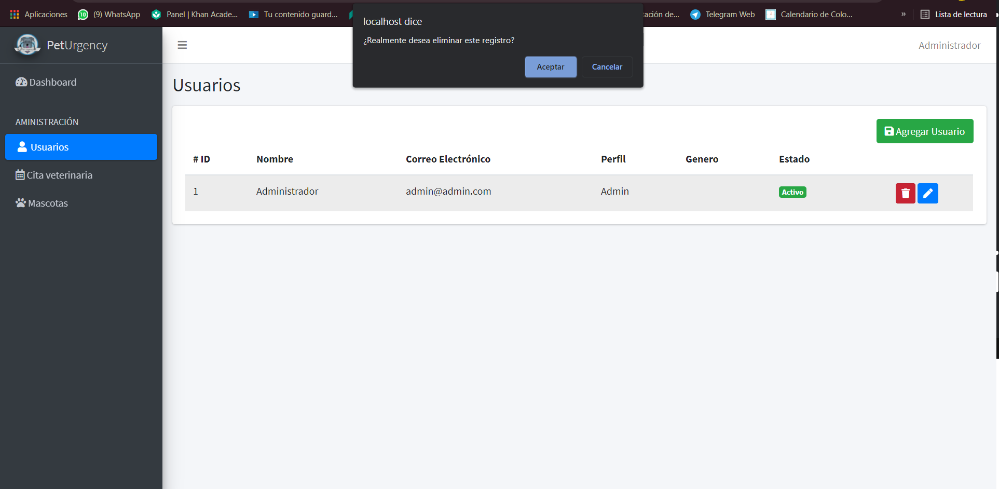 Aplicaciones (9) WhatsApp Panel | Khan Acade... Tu contenido guard... tación de... Telegram Web Calendario de Colo... » Lista de lectura
10
localhost dice
¿Realmente desea eliminar este registro?
Aceptar Cancelar
PetUrgency
Administrador
Dashboard
AMINISTRACIÓN
Usuarios
Cita veterinaria
Mascotas
Usuarios
Agregar Usuario
# ID Nombre Correo Electrónico Perfil Genero Estado
1 Administrador admin@admin.com Admin Activo